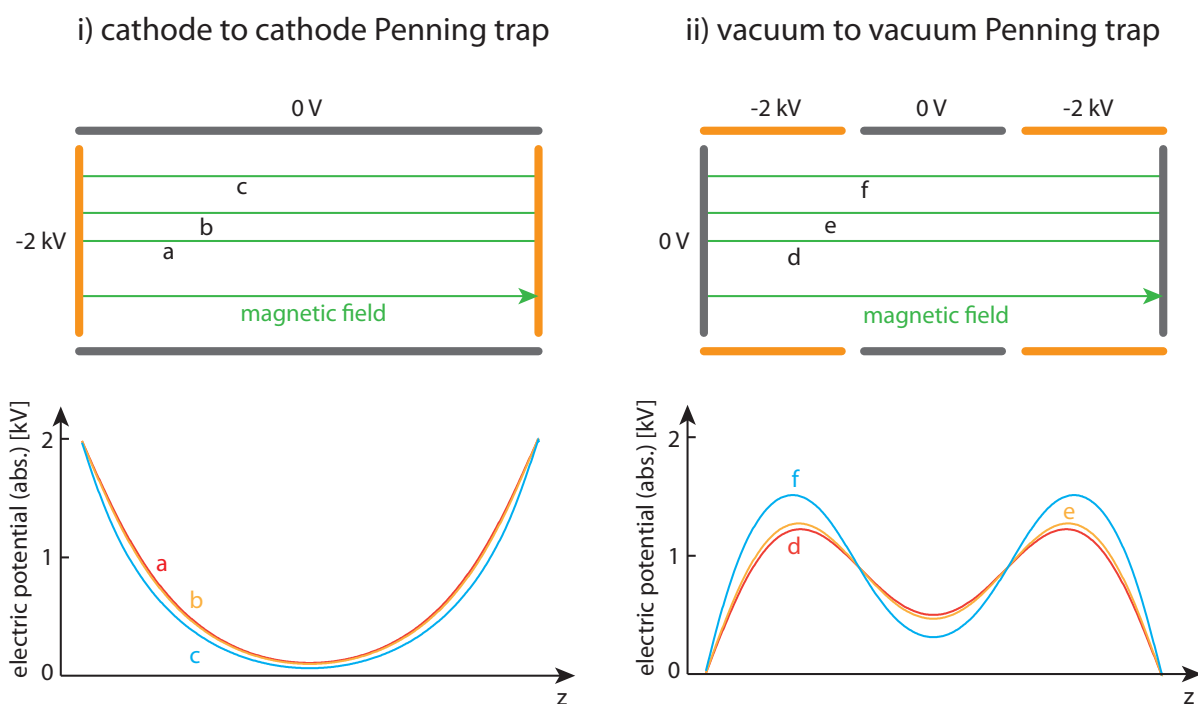 i) cathode to cathode Penning trap
0 V
c
b
-2 kV
a
magnetic field
electric potential (abs.) [kV]
2
1
0
a
b
c
z
ii) vacuum to vacuum Penning trap
-2 kV 0 V -2 kV
f
e
0 V
d
magnetic field
electric potential (abs.) [kV]
2
1
0
f
e
d
z